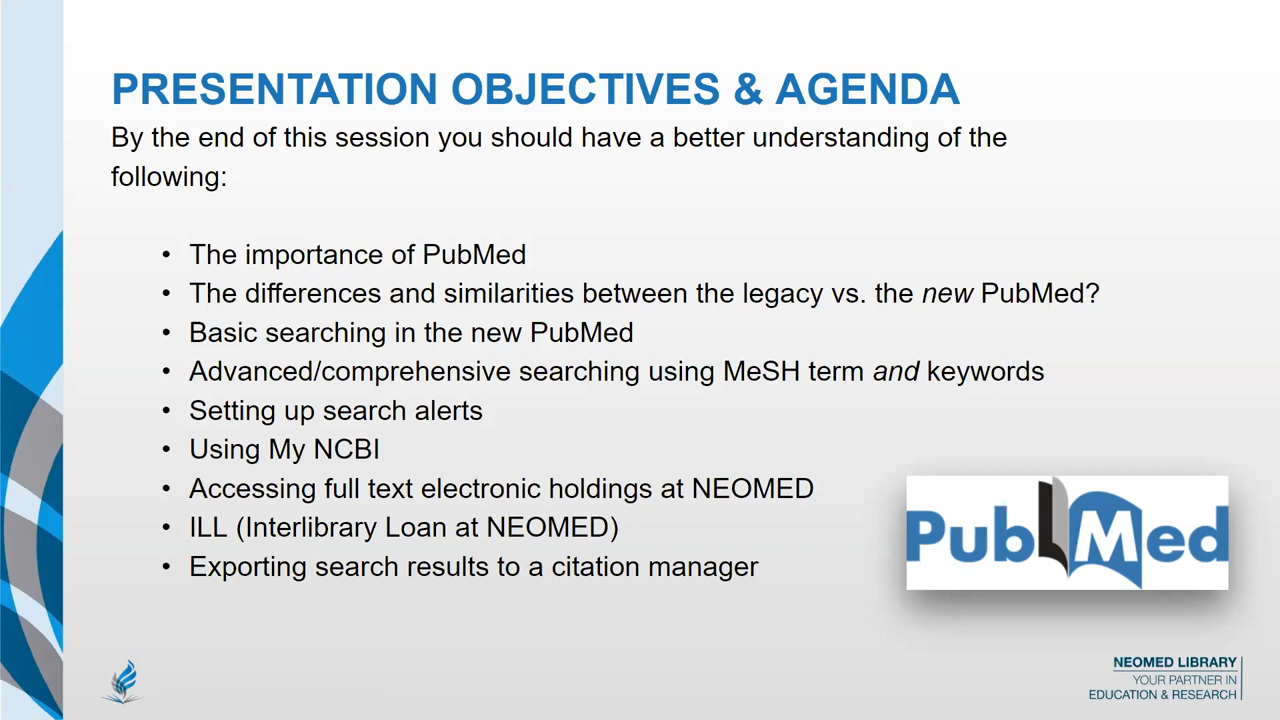 PRESENTATION OBJECTIVES & AGENDA
By the end of this session you should have a better understanding of the
following:
• The importance of PubMed
• The differences and similarities between the legacy vs. the new PubMed?
• Basic searching in the new PubMed
• Advanced/comprehensive searching using MeSH term and keywords
• Setting up search alerts
• Using My NCBI
• Accessing full text electronic holdings at NEOMED
• ILL (Interlibrary Loan at NEOMED)
• Exporting search results to a citation manager
PubMed
NEOMED LIBRARY
YOUR PARTNER IN
EDUCATION & RESEARCH